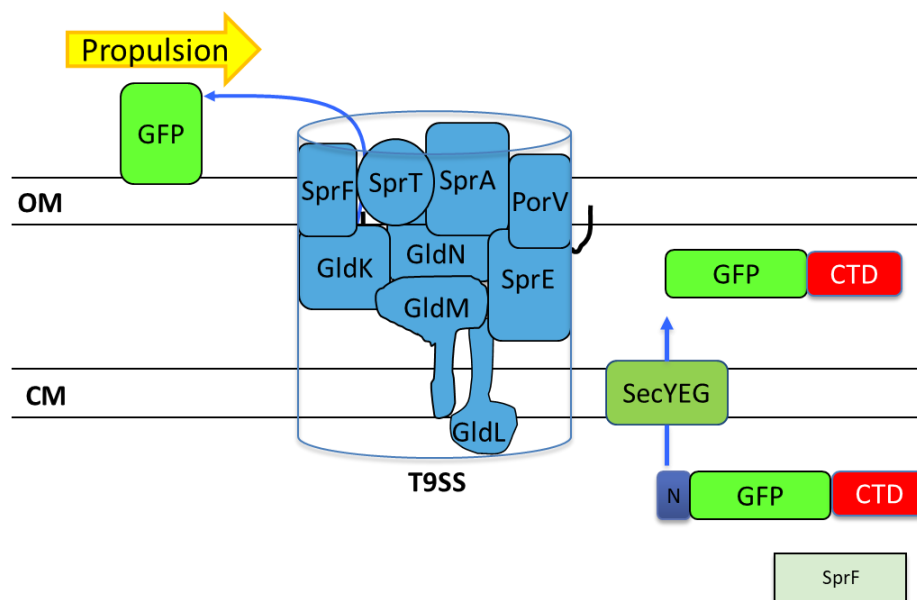 Propulsion
GFP
SprF
SprT
SprA
PorV
OM
GldK
GldN
SprE
GFP
CTD
GldM
CM
SecYEG
GldL
T9SS
N
GFP
CTD
SprF